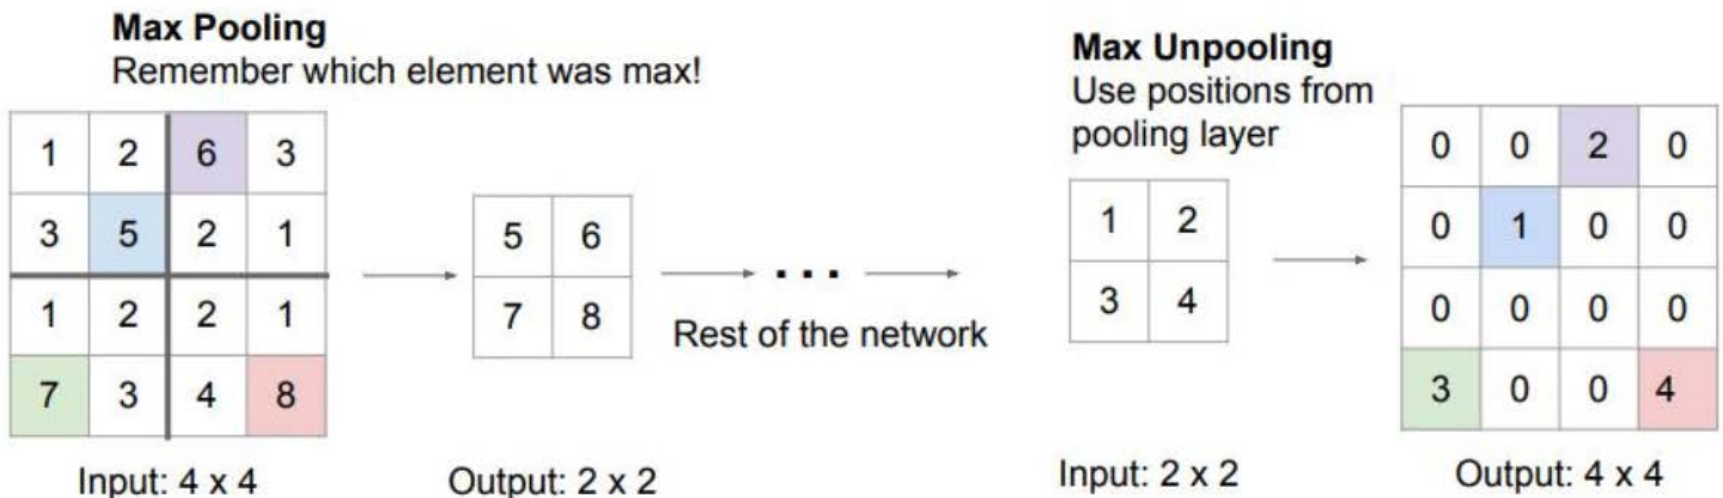 Max Pooling
Remember which element was max!
1 2 6 3
3 5 2 1
1 2 2 1
7 3 4 8
Input: 4 x 4
5 6
7 8
Output: 2 x 2
...
Rest of the network
Max Unpooling
Use positions from
pooling layer
1 2
3 4
Input: 2 x 2
0 0 2 0
0 1 0 0
0 0 0 0
3 0 0 4
Output: 4 x 4